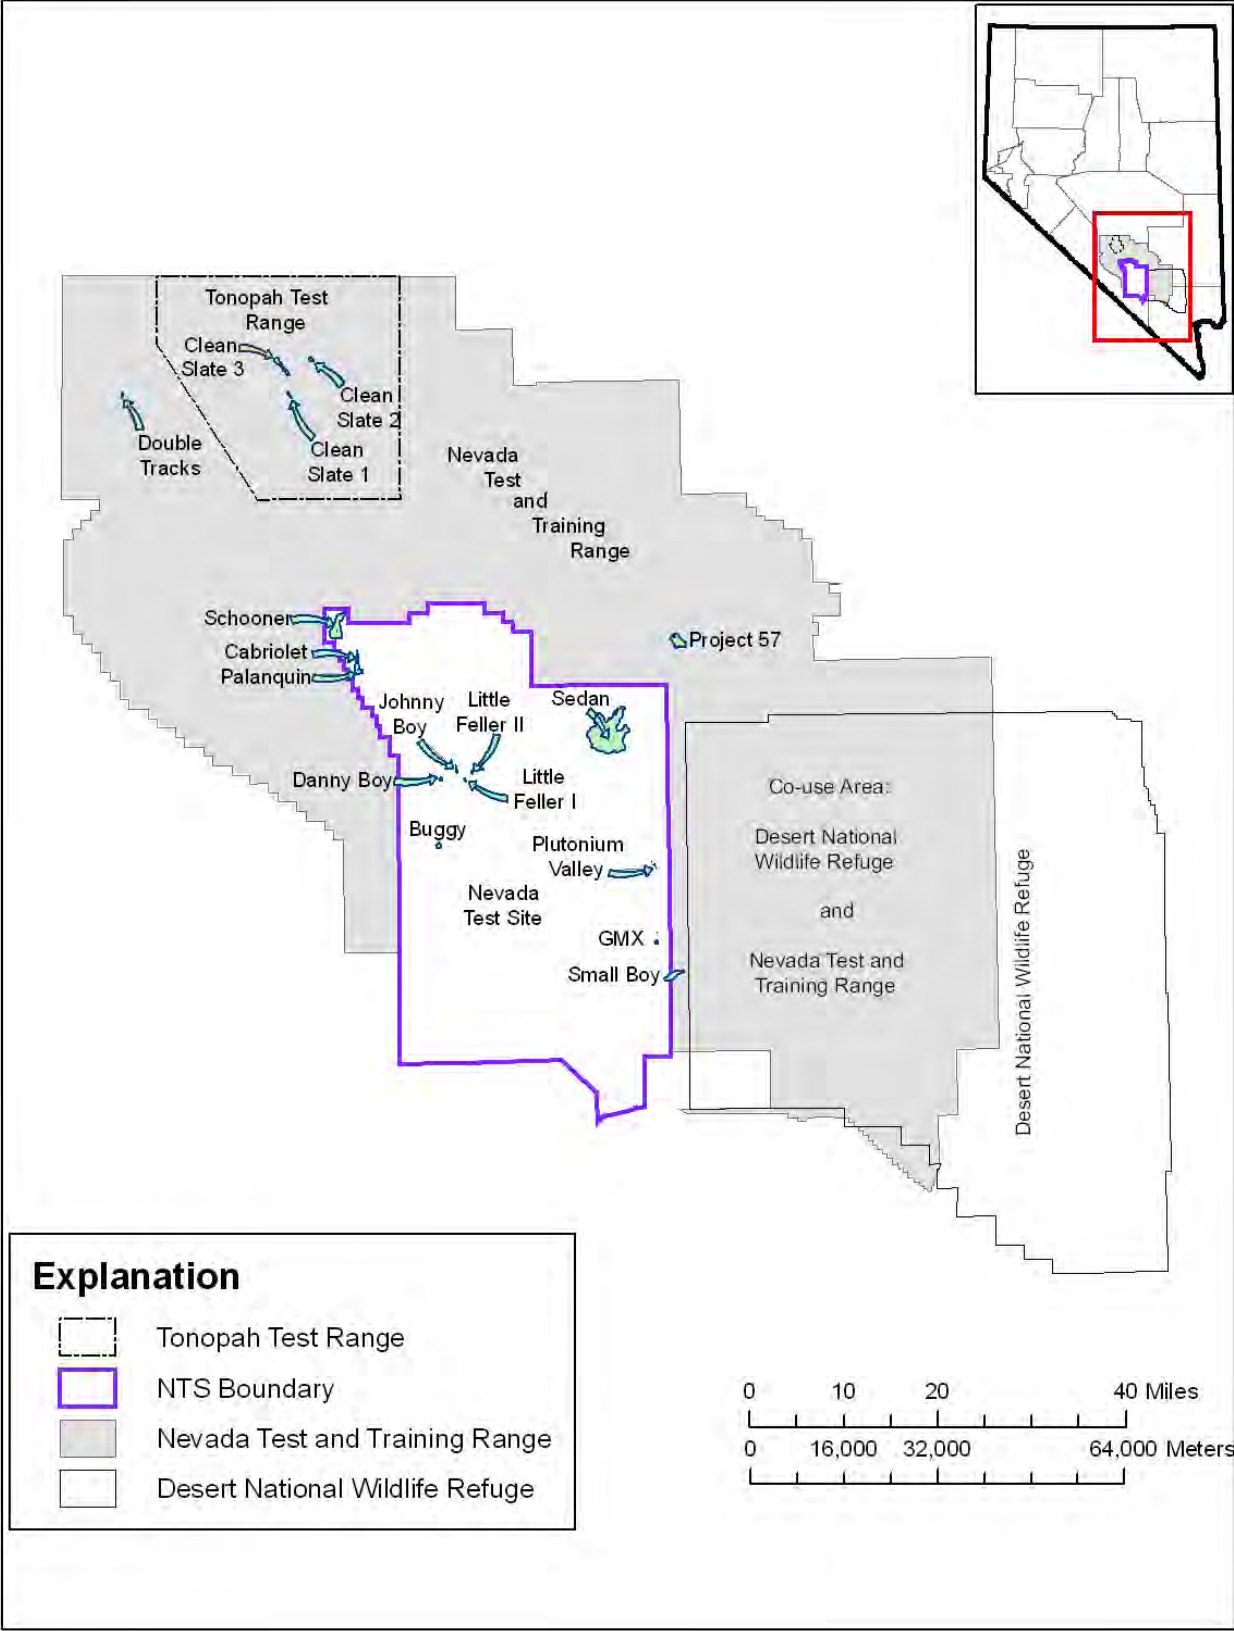 Tonopah Test
Range
Clean
Slate 3
Clean
Slate 2
Clean
Slate 1
Double
Tracks
Nevada
Test
and
Training
Range
Schooner
Cabriolet
Palanquin
Project 57
Johnny
Boy
Little
Feller II
Sedan
Danny Boy
Little
Feller I
Buggy
Plutonium
Valley
Nevada
Test Site
GMX
Small Boy
Co-use Area:
Desert National
Wildlife Refuge
and
Nevada Test and
Training Range
Desert National Wildlife Refuge
Explanation
Tonopah Test Range
NTS Boundary
Nevada Test and Training Range
Desert National Wildlife Refuge
0 10 20 40 Miles
0 16,000 32,000 64,000 Meters